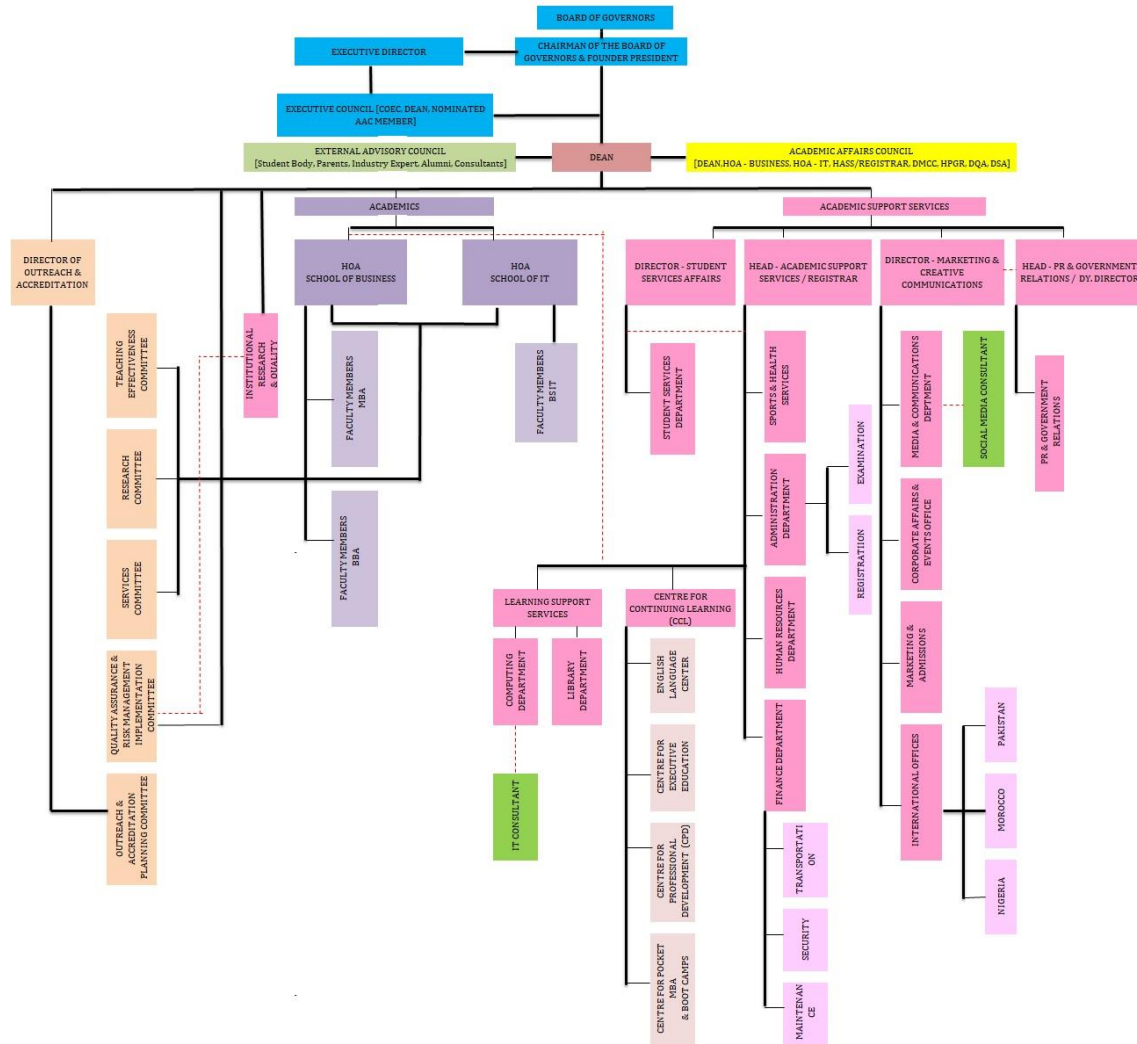 BOARD OF GOVERNORS
EXECUTIVE DIRECTOR
CHAIRMAN OF THE BOARD OF
GOVERNORS & FOUNDER PRESIDENT
EXECUTIVE COUNCIL [COEC, DEAN, NOMINATED
AAC MEMBER]
EXTERNAL ADVISORY COUNCIL
[Student Body, Parents, Industry Expert, Alumni, Consultants]
DEAN
ACADEMIC AFFAIRS COUNCIL
[DEAN,HOA - BUSINESS, HOA - IT, HASS/REGISTRAR, DMCC, HPGR, DQA, DSA]
ACADEMICS
ACADEMIC SUPPORT SERVICES
DIRECTOR OF
OUTREACH &
ACCREDITATION
HOA
SCHOOL OF BUSINESS
HOA
SCHOOL OF IT
DIRECTOR - STUDENT
SERVICES AFFAIRS
HEAD - ACADEMIC SUPPORT
SERVICES / REGISTRAR
DIRECTOR - MARKETING &
CREATIVE
COMMUNICATIONS
HEAD - PR & GOVERNMENT
RELATIONS / DY. DIRECTOR
TEACHING
EFFECTIVENESS
COMMITTEE
INSTITUTIONAL
RESEARCH
& QUALITY
FACULTY MEMBERS
MBA
FACULTY MEMBERS
BS IT
STUDENT SERVICES
DEPARTMENT
SPORTS & HEALTH
SERVICES
MEDIA & COMMUNICATIONS
DEPTMENT
SOCIAL MEDIA CONSULTANT
PR & GOVERNMENT
RELATIONS
RESEARCH
COMMITTEE
FACULTY MEMBERS
BBA
ADMINISTRATION
DEPARTMENT
EXAMINATION
REGISTRATIION
CORPORATE AFFAIRS &
EVENTS OFFICE
SERVICES
COMMITTEE
LEARNING SUPPORT
SERVICES
CENTRE FOR
CONTINUING LEARNING
(CCL)
HUMAN RESOURCES
DEPARTMENT
MARKETING &
ADMISSIONS
QUALITY ASSURANCE &
RISK MANAGEMENT
IMPLEMENTATION
COMMITTEE
COMPUTING
DEPARTMENT
LIBRARY
DEPARTMENT
ENGLISH
LANGUAGE
CENTER
FINANCE DEPARTMENT
INTERNATIONAL OFFICES
PAKISTAN
MOROCCO
NIGERIA
OUTREACH &
ACCREDITATION
PLANNING COMMITTEE
IT CONSULTANT
CENTRE FOR
EXECUTIVE
EDUCATION
CENTRE FOR
PROFESSIONAL
DEVELOPMENT (CPD)
CENTRE FOR POCKET
MBA
& BOOT CAMPS
TRANSPORTATI
ON
SECURITY
MAINTENAN
CE